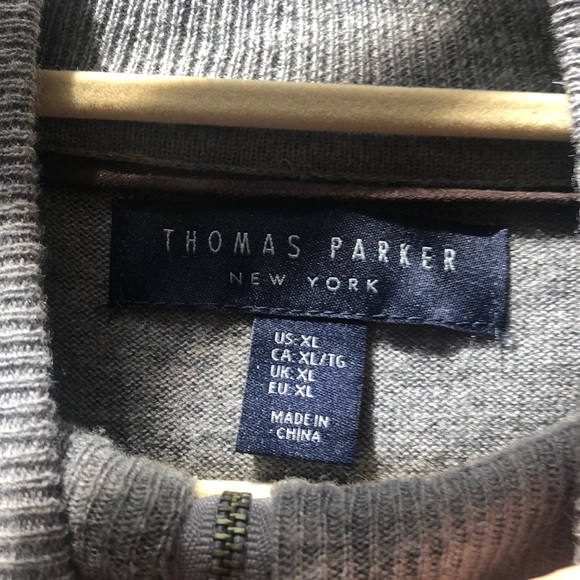 THOMAS PARKER
NEW YORK
US: XL
CA: XL/TG
UK: XL
EU: XL
MADE IN
CHINA